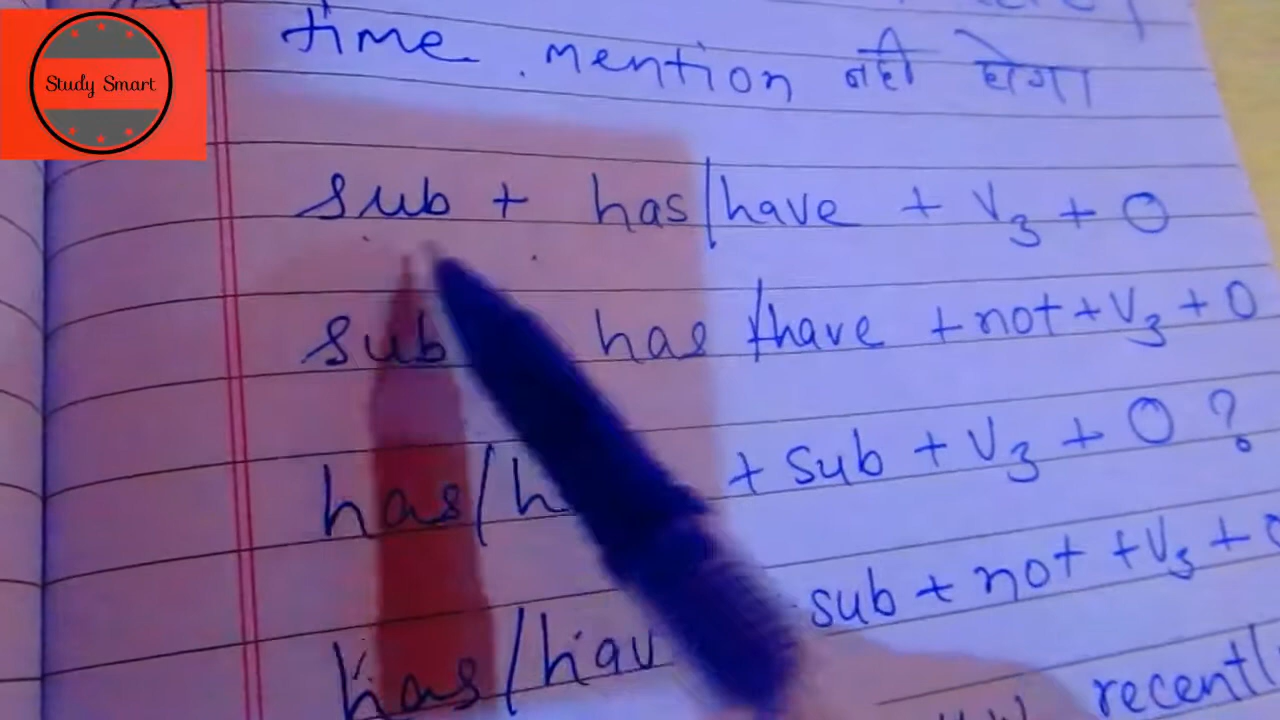 Study Smart
time mention नही होगा
sub + has/have + V3 + O
sub has/have + not + V3 + O
has/h + sub + V3 + O ?
has/hav sub + not + V3 + O
recentl